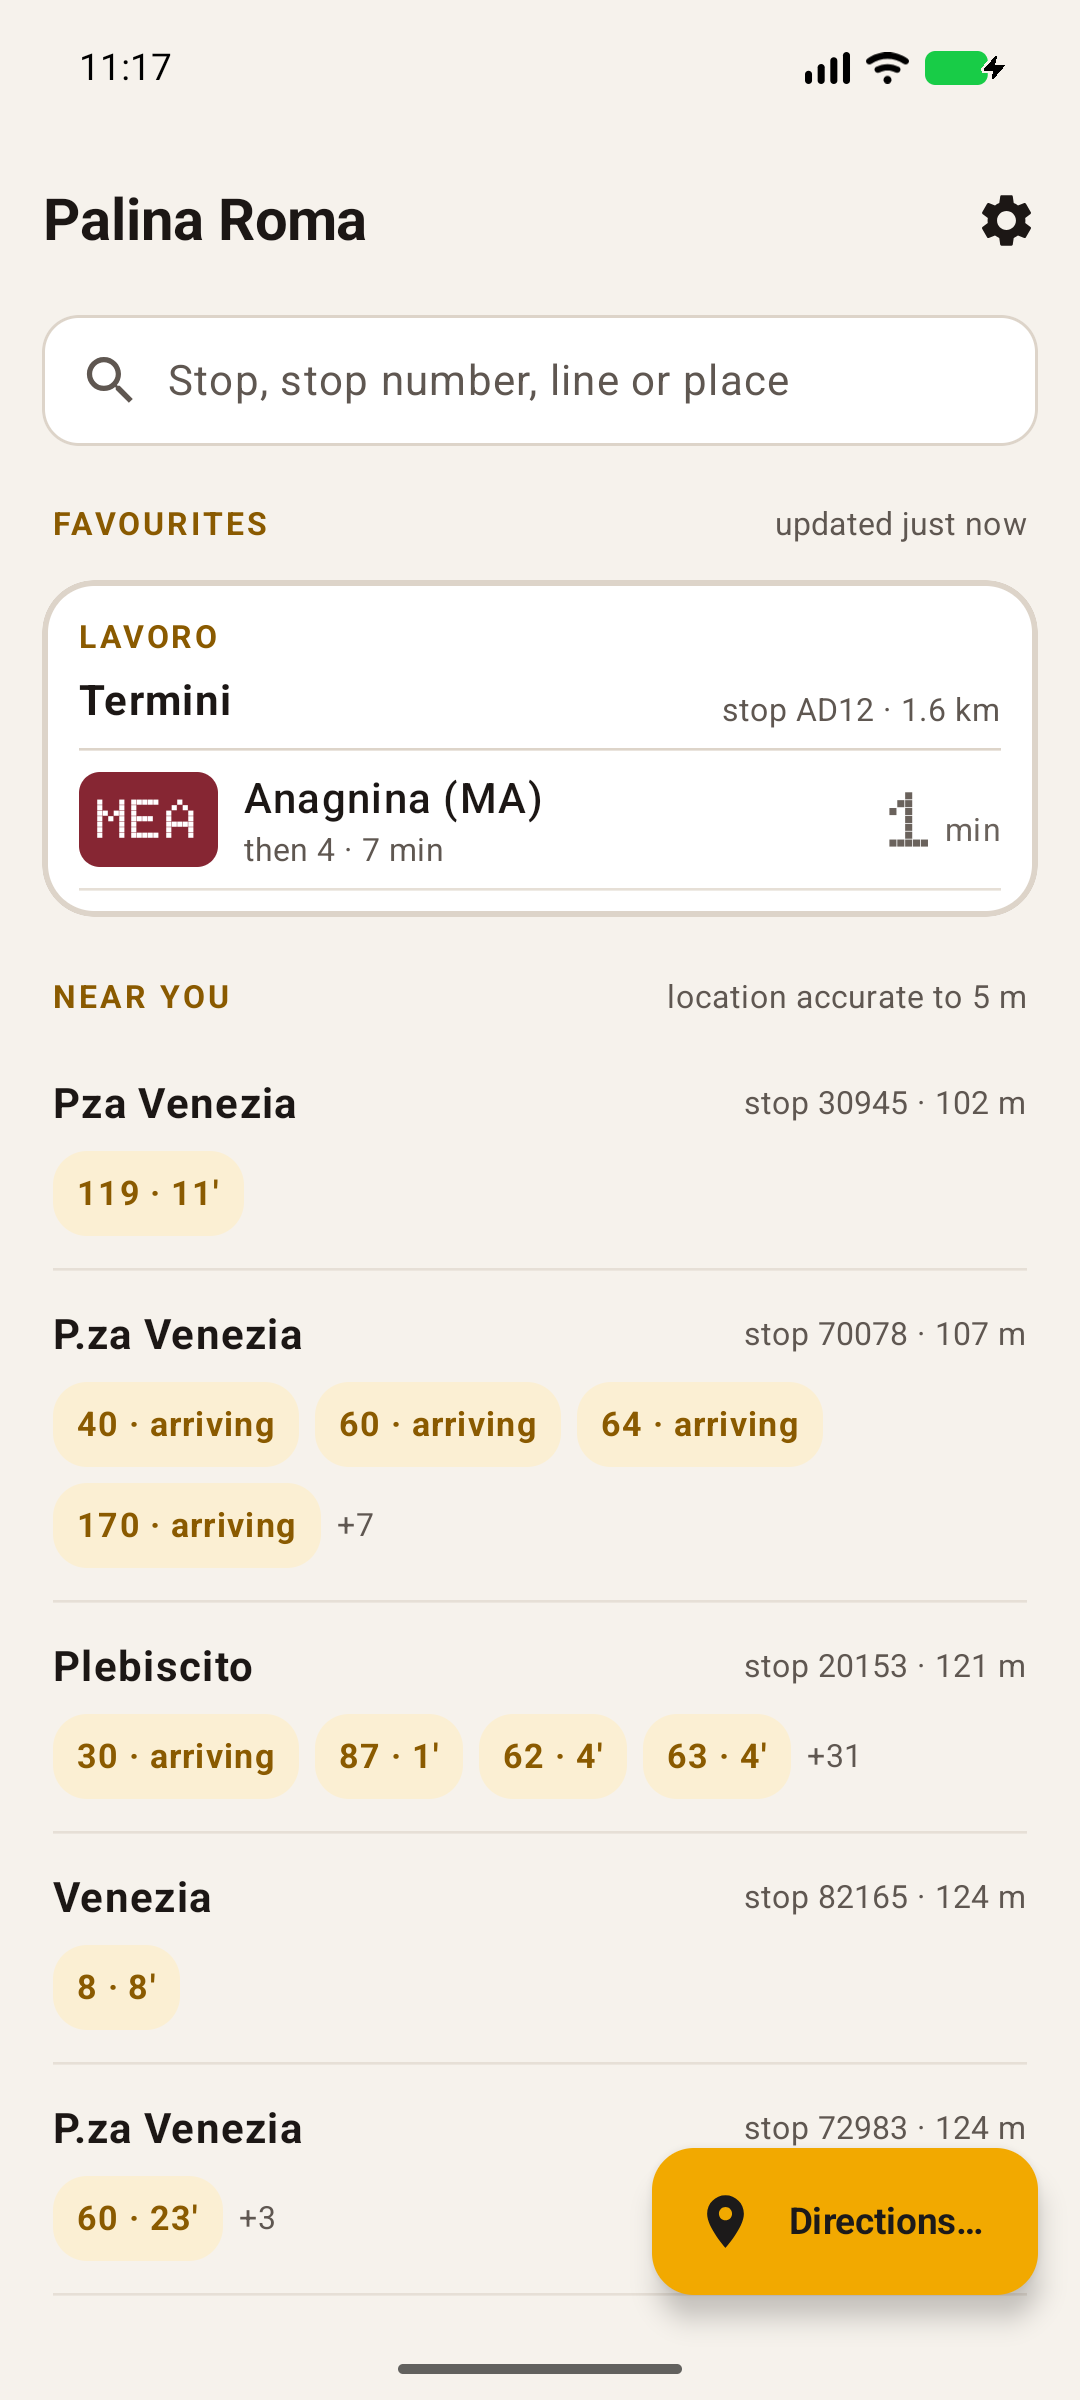 11:17
Palina Roma
Stop, stop number, line or place
FAVOURITES updated just now
LAVORO
Termini stop AD12 · 1.6 km
MEA Anagnina (MA) 1 min
then 4 · 7 min
NEAR YOU location accurate to 5 m
Pza Venezia stop 30945 · 102 m
119 · 11'
P.za Venezia stop 70078 · 107 m
40 · arriving 60 · arriving 64 · arriving
170 · arriving +7
Plebiscito stop 20153 · 121 m
30 · arriving 87 · 1' 62 · 4' 63 · 4' +31
Venezia stop 82165 · 124 m
8 · 8'
P.za Venezia stop 72983 · 124 m
60 · 23' +3
Directions...